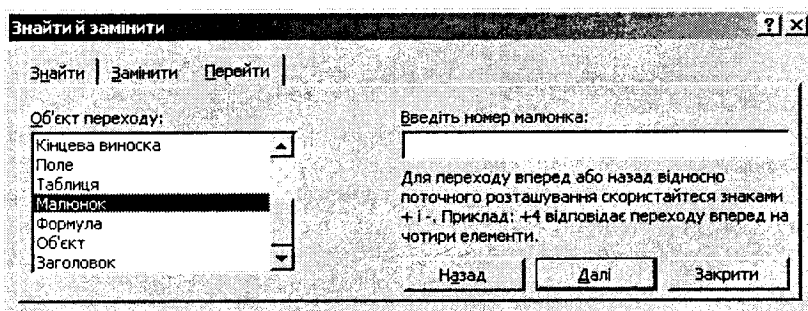 Знайти й замінити
Знайти Замінити Перейти
Об'єкт переходу:
Кінцева виноска
Поле
Таблиця
Малюнок
Формула
Об'єкт
Заголовок
Введіть номер малюнка:
Для переходу вперед або назад відносно
поточного розташування скористайтеся знаками
+ і -. Приклад: +4 відповідає переходу вперед на
чотири елементи.
Назад Далі Закрити